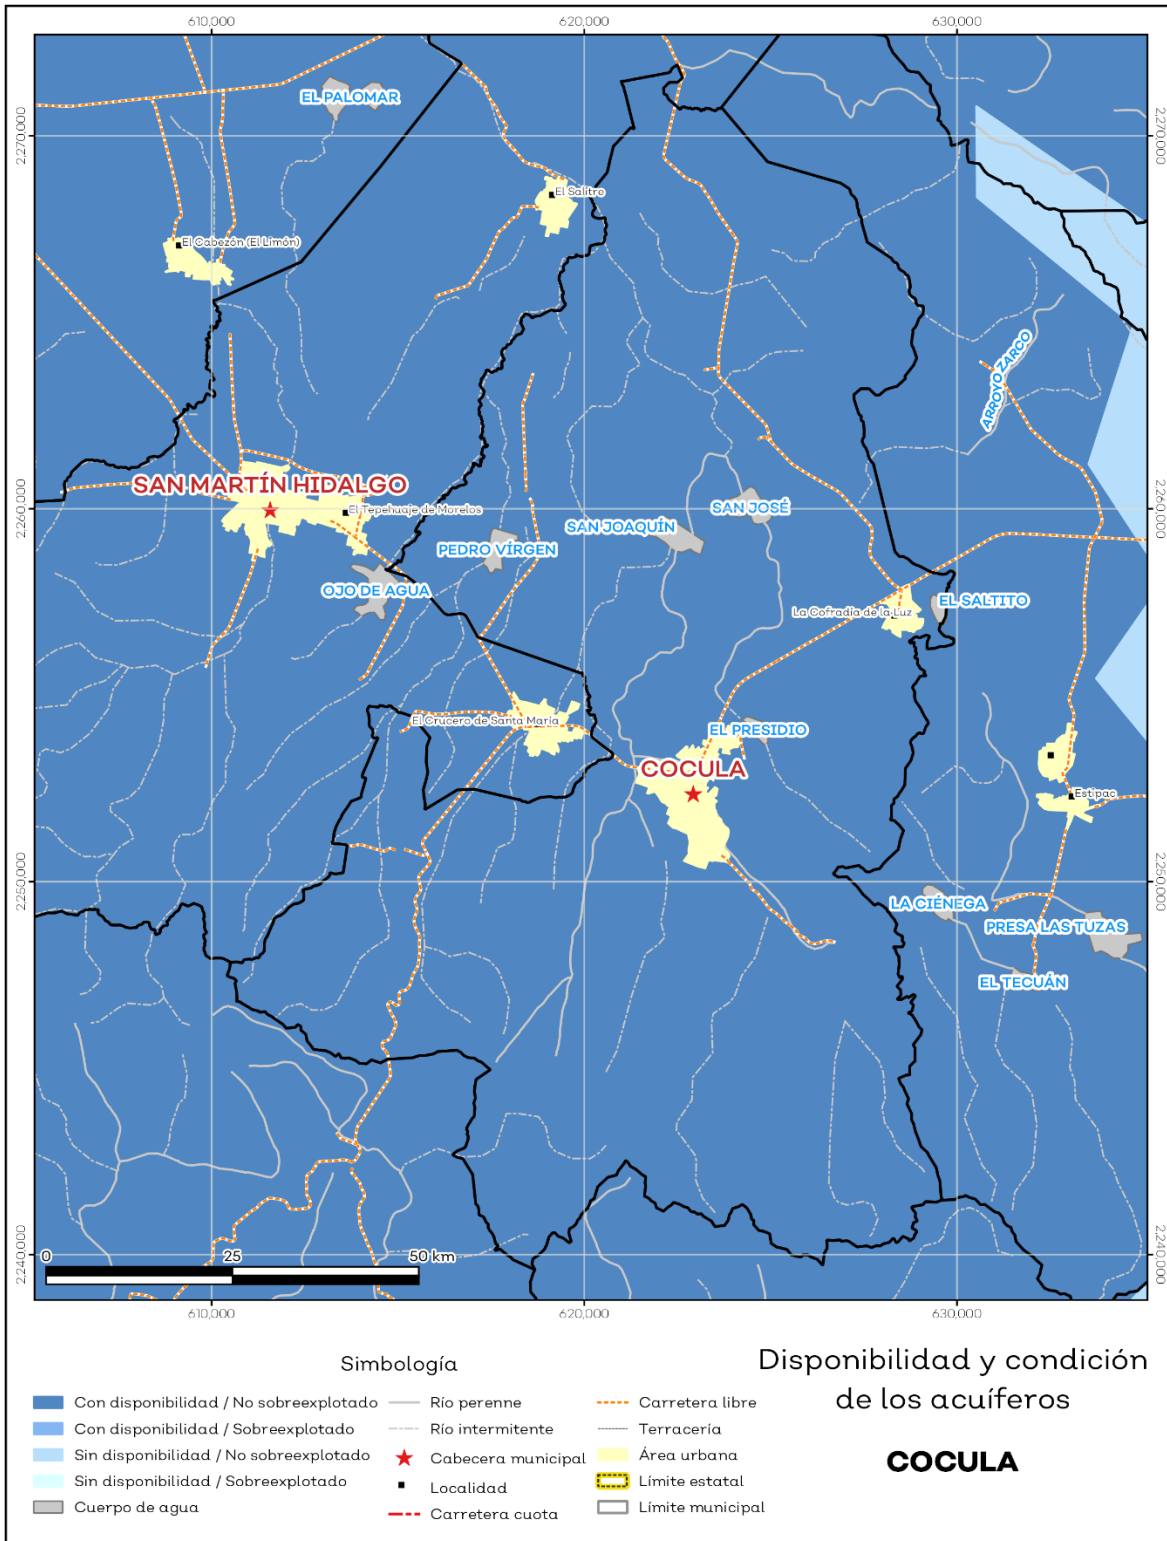 610,000
620,000
630,000
2,270,000
2,270,000
EL PALOMAR
El Salitre
El Cabezón (El Limón)
ARROYO ZARCO
SAN MARTÍN HIDALGO
El Tepehuaje de Morelos
SAN JOSÉ
SAN JOAQUÍN
2,260,000
2,260,000
PEDRO VÍRGEN
OJO DE AGUA
EL SALTITO
La Cofradía de la Luz
El Crucero de Santa María
EL PRESIDIO
COCULA
Estipac
2,250,000
2,250,000
LA CIÉNEGA
PRESA LAS TUZAS
EL TECUÁN
2,240,000
2,240,000
0 25 50 km
610,000
620,000
630,000
Simbología
Con disponibilidad / No sobreexplotado
Con disponibilidad / Sobreexplotado
Sin disponibilidad / No sobreexplotado
Sin disponibilidad / Sobreexplotado
Cuerpo de agua
Río perenne
Río intermitente
Cabecera municipal
Localidad
Carretera cuota
Carretera libre
Terracería
Área urbana
Límite estatal
Límite municipal
Disponibilidad y condición
de los acuíferos
COCULA